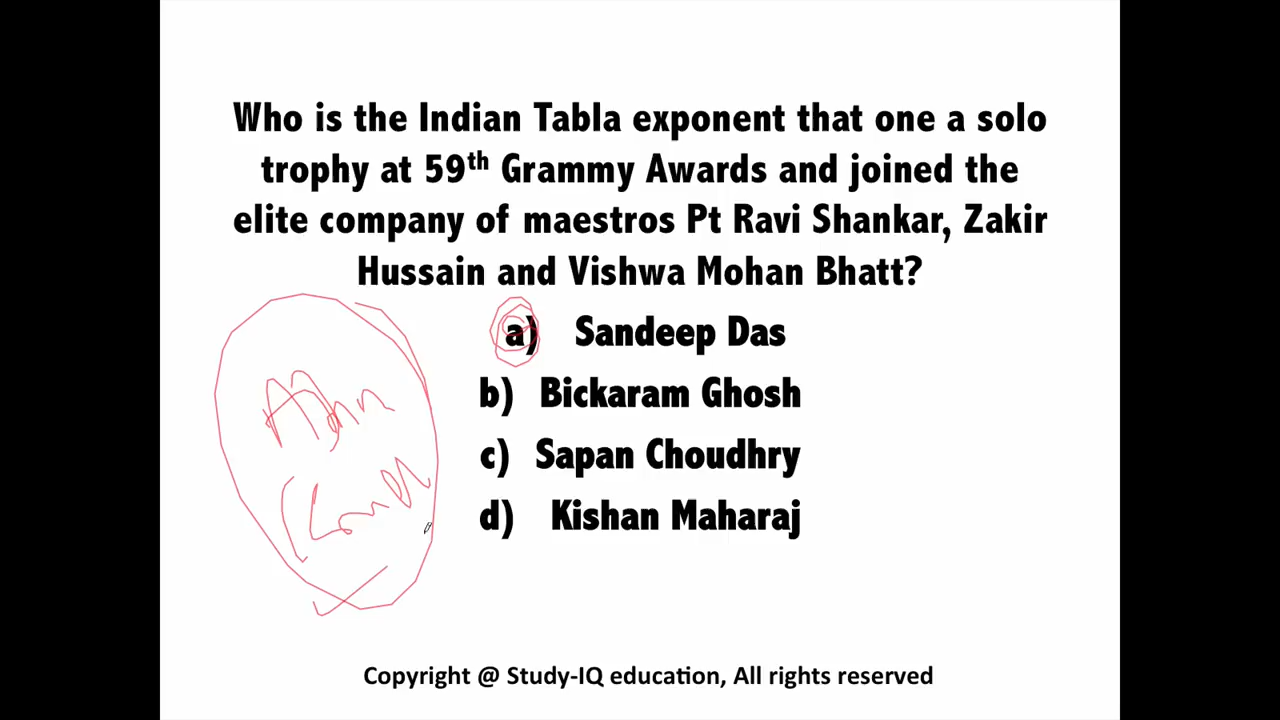 Who is the Indian Tabla exponent that one a solo
trophy at 59th Grammy Awards and joined the
elite company of maestros Pt Ravi Shankar, Zakir
Hussain and Vishwa Mohan Bhatt?
a) Sandeep Das
b) Bickaram Ghosh
c) Sapan Choudhry
d) Kishan Maharaj
Copyright @ Study-IQ education, All rights reserved